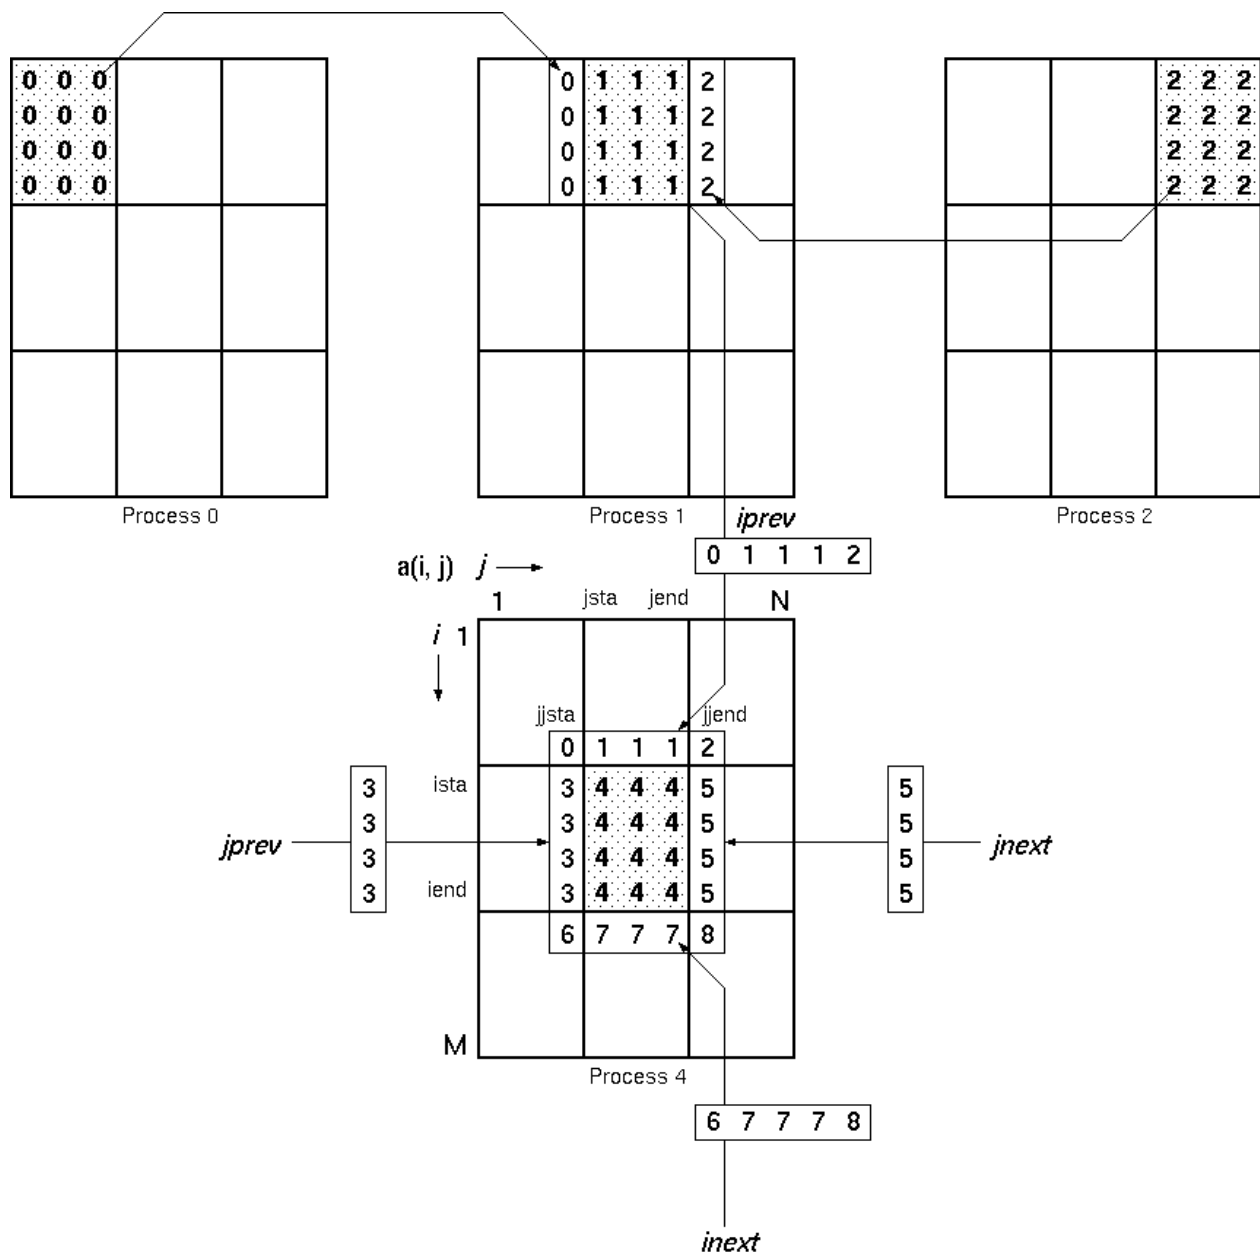 0 0 0 0 1 1 1 2 2 2 2
0 0 0 0 1 1 1 2 2 2 2
0 0 0 0 1 1 1 2 2 2 2
0 0 0 0 1 1 1 2 2 2 2
Process 0 Process 1 Process 2
iprev
0 1 1 1 2
a(i, j) j
1 jsta jend N
i 1
jjsta jjend
0 1 1 1 2
3 ista 3 4 4 4 5 5
3 3 4 4 4 5 5
jprev jnext
3 3 4 4 4 5 5
3 iend 3 4 4 4 5 5
6 7 7 7 8
M
Process 4
6 7 7 7 8
inext